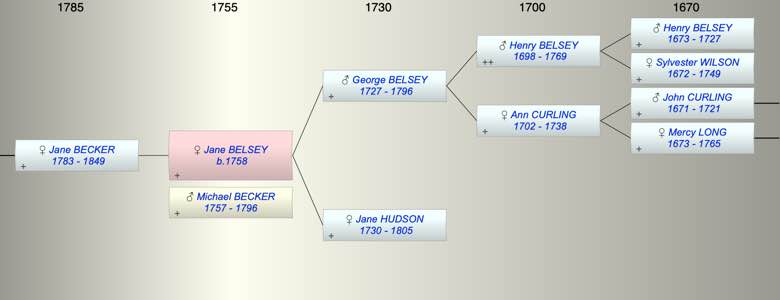 1785 1755 1730 1700 1670
♀ Jane BECKER
1783 - 1849
+
♀ Jane BELSEY
b.1758
+
♂ Michael BECKER
1757 - 1796
+
♂ George BELSEY
1727 - 1796
+
♀ Jane HUDSON
1730 - 1805
+
♂ Henry BELSEY
1698 - 1769
++
♀ Ann CURLING
1702 - 1738
+
♂ Henry BELSEY
1673 - 1727
+
♀ Sylvester WILSON
1672 - 1749
+
♂ John CURLING
1671 - 1721
+
♀ Mercy LONG
1673 - 1765
+